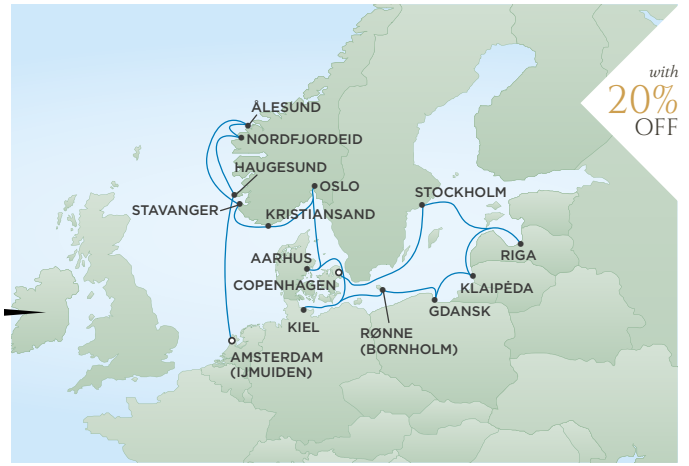 with
20%
OFF
ÅLESUND
NORDFJORDEID
HAUGESUND
OSLO
STOCKHOLM
STAVANGER
KRISTIANSAND
AARHUS
RIGA
COPENHAGEN
KLAIPĖDA
GDANSK
KIEL
RØNNE
(BORNHOLM)
AMSTERDAM
(IJMUIDEN)